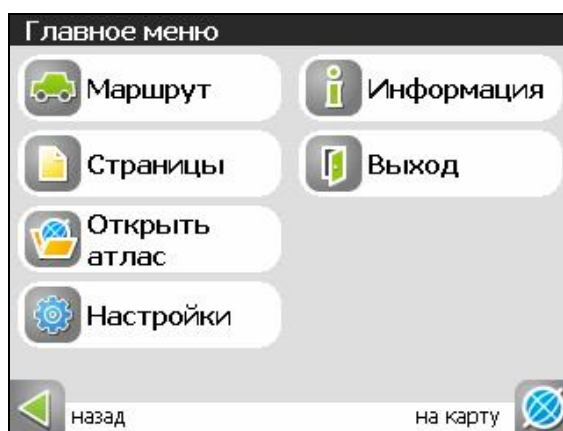 Главное меню
Маршрут
Информация
Страницы
Выход
Открыть
атлас
Настройки
назад
на карту